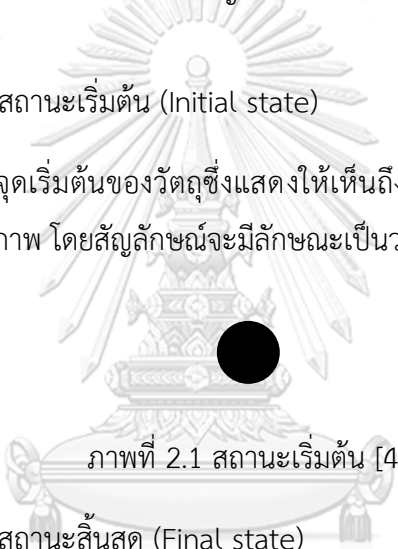 สถานะเริ่มต้น (Initial state)
จุดเริ่มต้นของวัตถุซึ่งแสดงให้เห็นถึง
โดยสัญลักษณ์จะมีลักษณะเป็น
ภาพที่ 2.1 สถานะเริ่มต้น [4
สถานะสิ้นสุด (Final state)